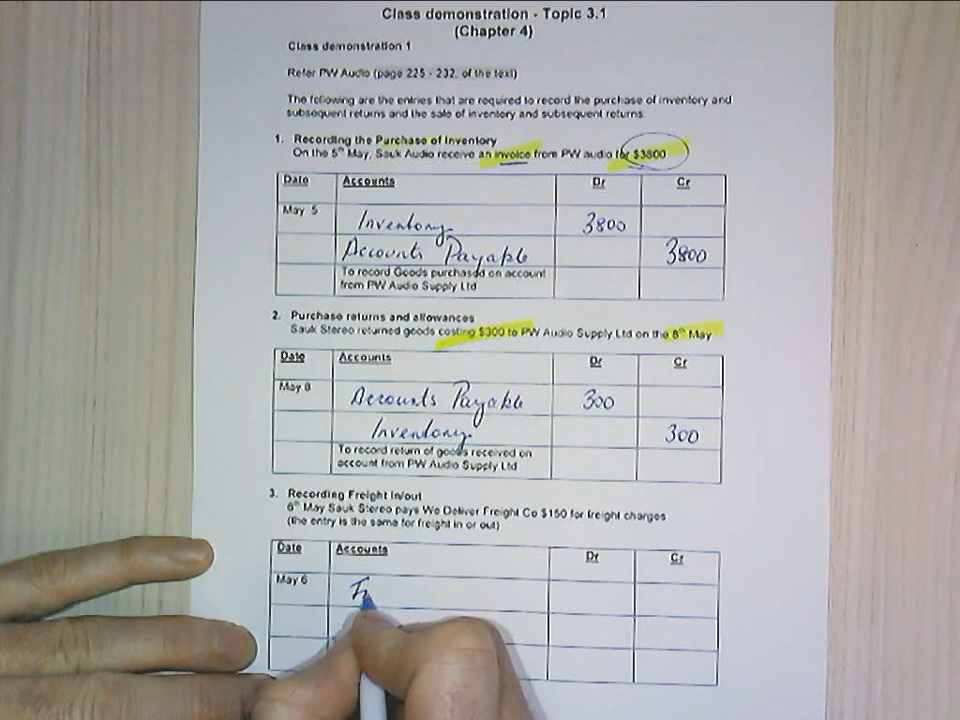 Class demonstration - Topic 3.1
(Chapter 4)
Class demonstration 1
Refer PW Audio (page 225 - 232, of the text)
The following are the entries that are required to record the purchase of inventory and
subsequent returns and the sale of inventory and subsequent returns
1. Recording the Purchase of Inventory
On the 5th May, Sauk Audio receive an invoice from PW audio for $3800
Date Accounts Dr Cr
May 5 Inventory 3800
Accounts Payable 3800
To record Goods purchased on account
from PW Audio Supply Ltd
2. Purchase returns and allowances
Sauk Stereo returned goods costing $300 to PW Audio Supply Ltd on the 8th May
Date Accounts Dr Cr
May 8 Accounts Payable 300
Inventory 300
To record return of goods received on
account from PW Audio Supply Ltd
3. Recording Freight in/out
6th May Sauk Stereo pays We Deliver Freight Co $150 for freight charges
(the entry is the same for freight in or out)
Date Accounts Dr Cr
May 6